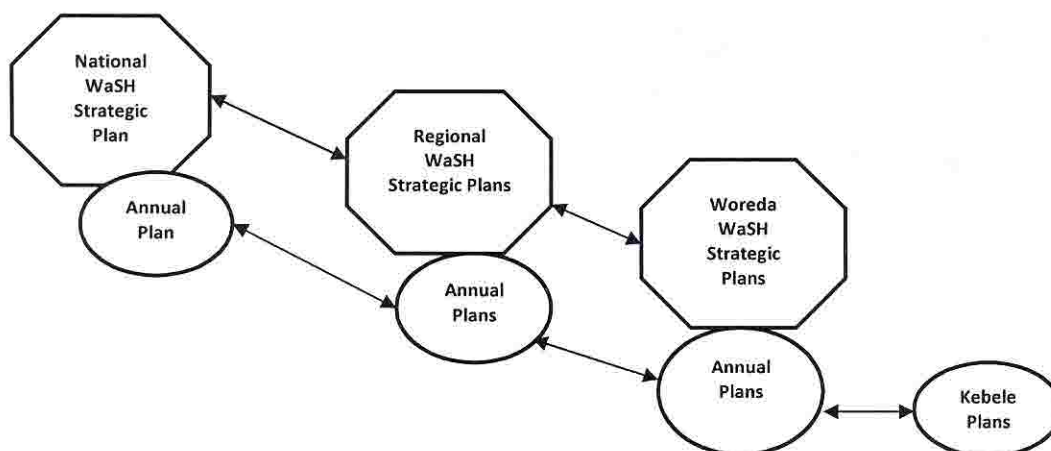 National
WaSH
Strategic
Plan
Annual
Plan
Regional
WaSH
Strategic Plans
Annual
Plans
Woreda
WaSH
Strategic
Plans
Annual
Plans
Kebele
Plans